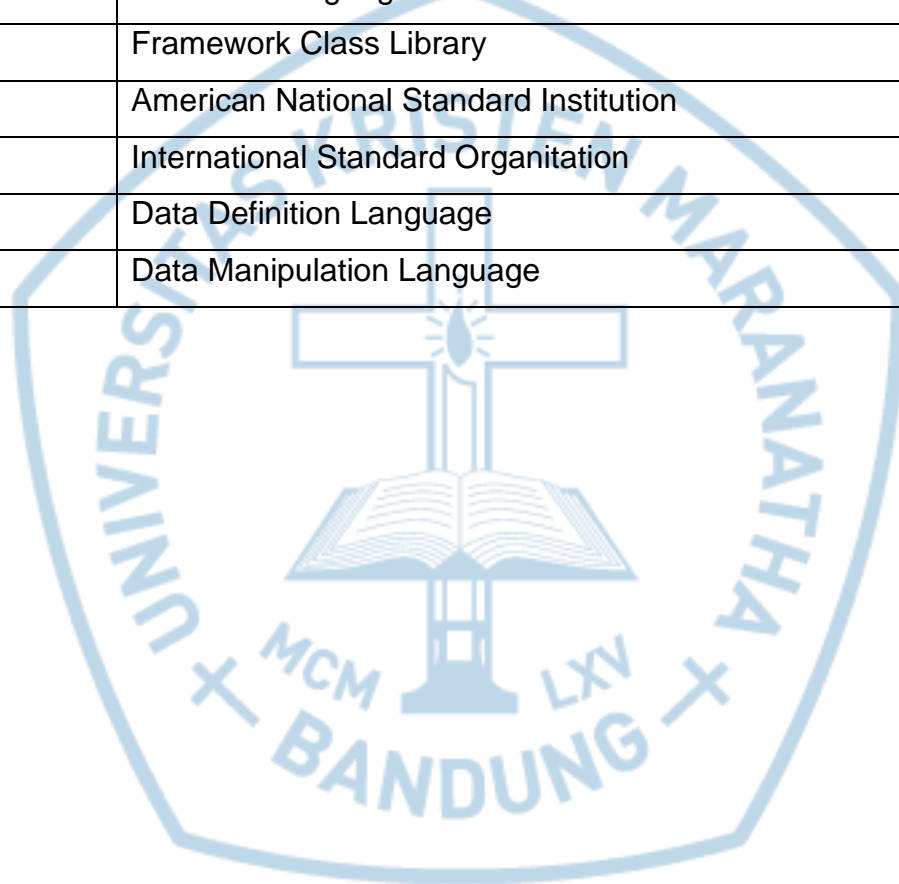 Framework Class Library
American National Standard Institution
International Standard Organitation
Data Definition Language
Data Manipulation Language
UNIVERSITAS KRISTEN MARANATHA
MCM LXV
BANDUNG